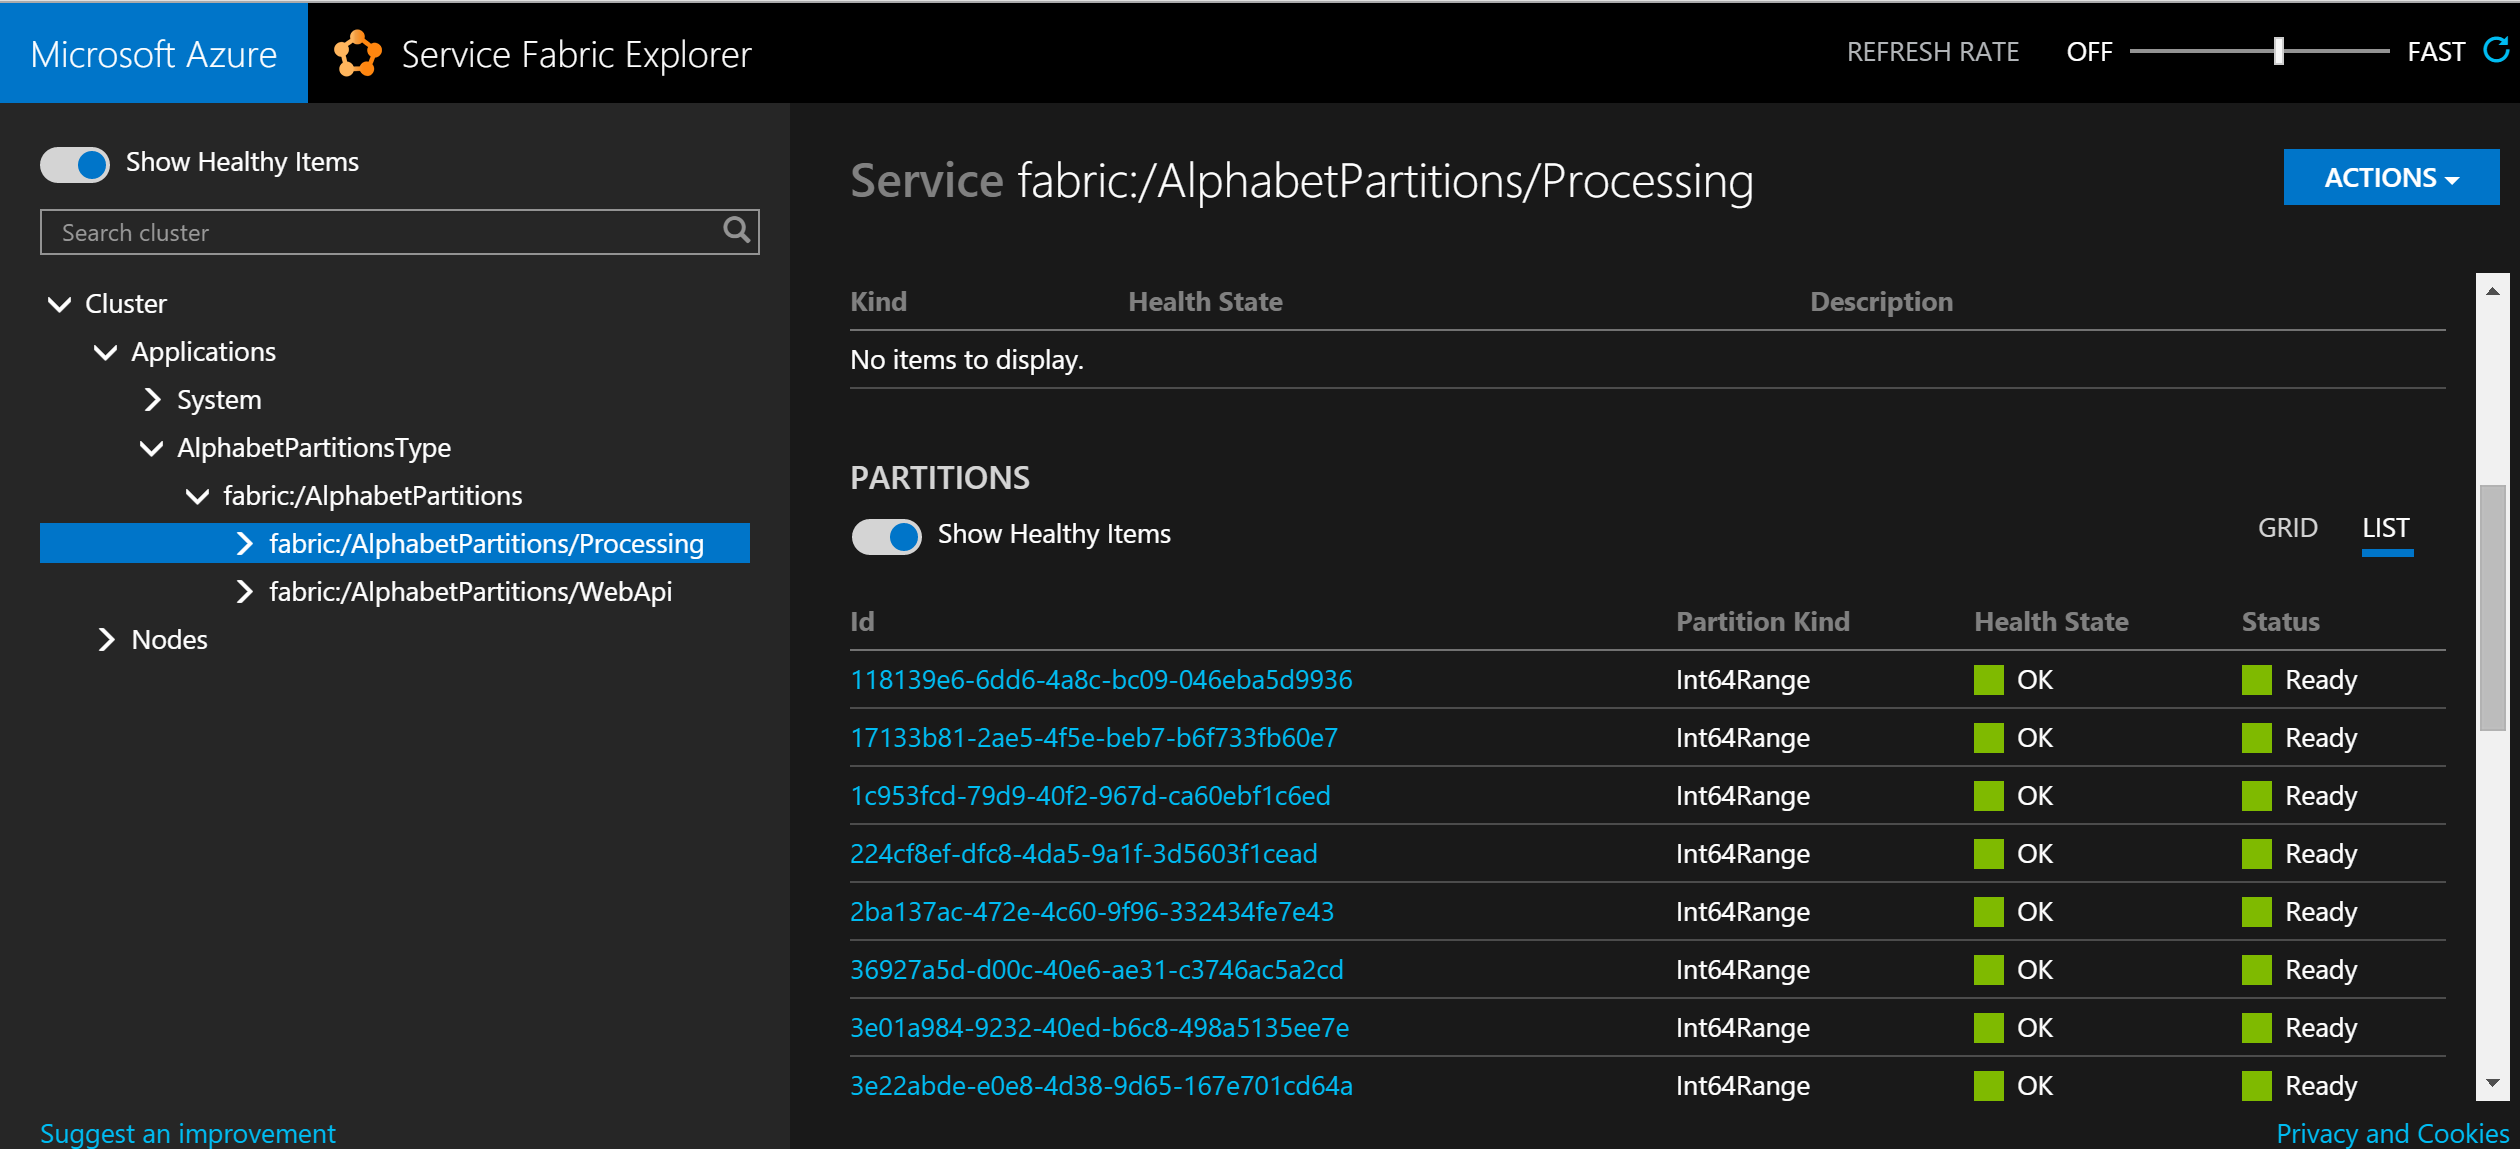 Microsoft Azure
Service Fabric Explorer
REFRESH RATE OFF FAST
Show Healthy Items
Search cluster
Cluster
Applications
System
AlphabetPartitionsType
fabric:/AlphabetPartitions
fabric:/AlphabetPartitions/Processing
fabric:/AlphabetPartitions/WebApi
Nodes
Suggest an improvement
Service fabric:/AlphabetPartitions/Processing
ACTIONS
Kind Health State Description
No items to display.
PARTITIONS
Show Healthy Items
GRID LIST
Id Partition Kind Health State Status
118139e6-6dd6-4a8c-bc09-046eba5d9936 Int64Range OK Ready
17133b81-2ae5-4f5e-beb7-b6f733fb60e7 Int64Range OK Ready
1c953fcd-79d9-40f2-967d-ca60ebf1c6ed Int64Range OK Ready
224cf8ef-dfc8-4da5-9a1f-3d5603f1cead Int64Range OK Ready
2ba137ac-472e-4c60-9f96-332434fe7e43 Int64Range OK Ready
36927a5d-d00c-40e6-ae31-c3746ac5a2cd Int64Range OK Ready
3e01a984-9232-40ed-b6c8-498a5135ee7e Int64Range OK Ready
3e22abde-e0e8-4d38-9d65-167e701cd64a Int64Range OK Ready
Privacy and Cookies